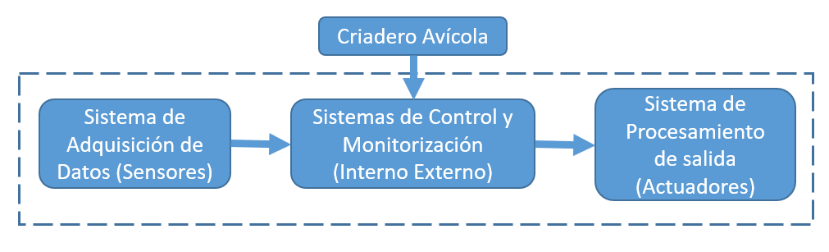 Criadero Avícola
Sistema de
Adquisición de
Datos (Sensores)
Sistemas de Control y
Monitorización
(Interno Externo)
Sistema de
Procesamiento
de salida
(Actuadores)